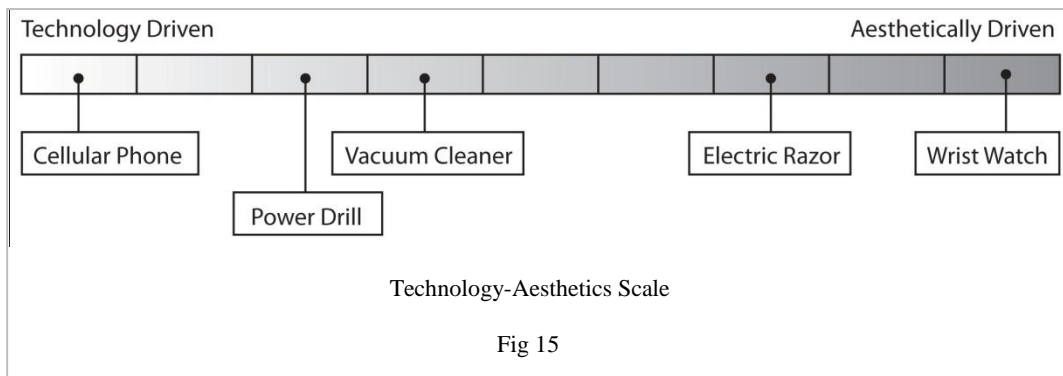 Technology Driven
Aesthetically Driven
Cellular Phone
Vacuum Cleaner
Electric Razor
Wrist Watch
Power Drill
Technology-Aesthetics Scale
Fig 15